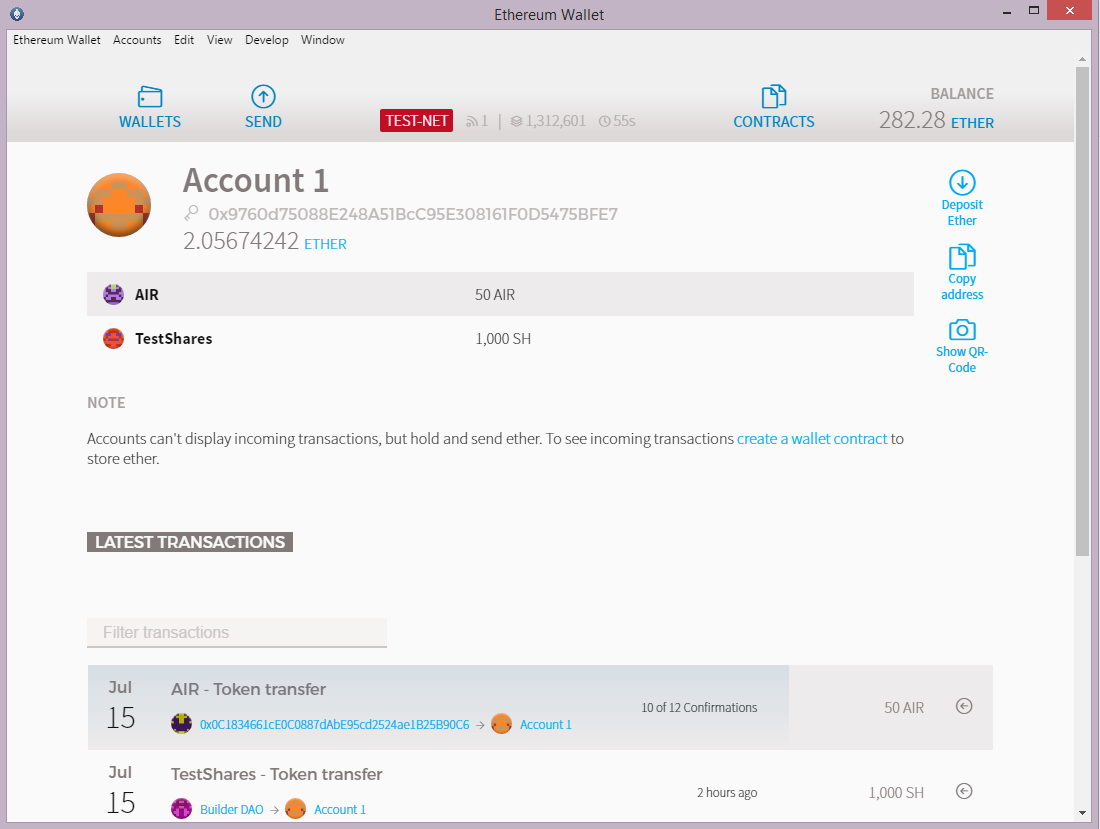 Ethereum Wallet
Ethereum Wallet Accounts Edit View Develop Window
WALLETS
SEND
TEST-NET 1 | 1,312,601 55s
CONTRACTS
BALANCE
282.28 ETHER
Account 1
0x9760d75088E248A51BcC95E308161F0D5475BFE7
2.05674242 ETHER
Deposit
Ether
Copy
address
Show QR-
Code
AIR 50 AIR
TestShares 1,000 SH
NOTE
Accounts can't display incoming transactions, but hold and send ether. To see incoming transactions create a wallet contract to
store ether.
LATEST TRANSACTIONS
Filter transactions
Jul
15
AIR - Token transfer
0x0C1834661cE0C0887dAbE95cd2524ae1B25B90C6 → Account 1
10 of 12 Confirmations
50 AIR
Jul
15
TestShares - Token transfer
Builder DAO → Account 1
2 hours ago
1,000 SH